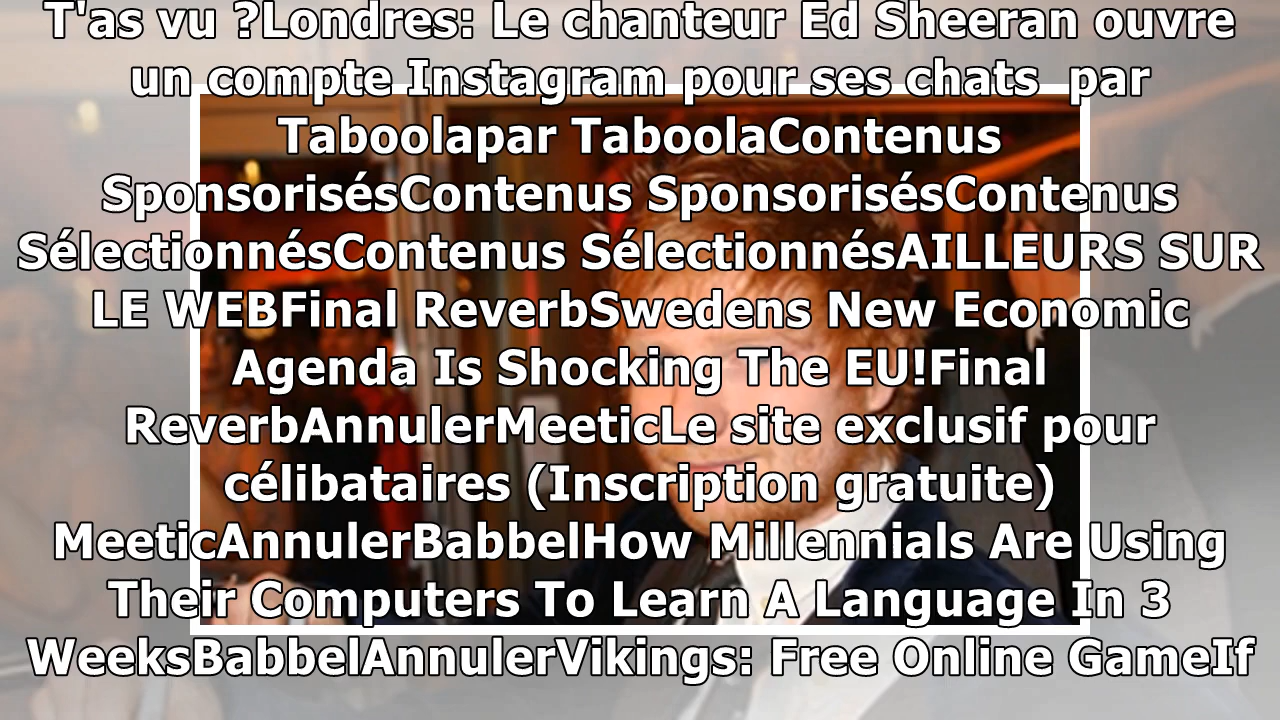 T'as vu ?Londres: Le chanteur Ed Sheeran ouvre
un compte Instagram pour ses chats  par
Taboolapar TaboolaContenus
SponsorisésContenus SponsorisésContenus
SélectionnésContenus SélectionnésAILLEURS SUR
LE WEBFinal ReverbSwedens New Economic
Agenda Is Shocking The EU!Final
ReverbAnnulerMeeticLe site exclusif pour
célibataires (Inscription gratuite)
MeeticAnnulerBabbelHow Millennials Are Using
Their Computers To Learn A Language In 3
WeeksBabbelAnnulerVikings: Free Online GameIf